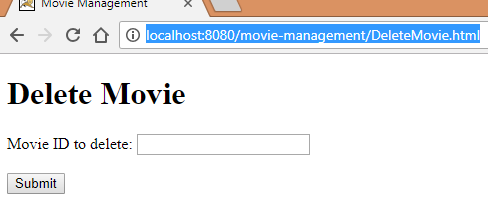 Movie Management
localhost:8080/movie-management/DeleteMovie.html
Delete Movie
Movie ID to delete:
Submit